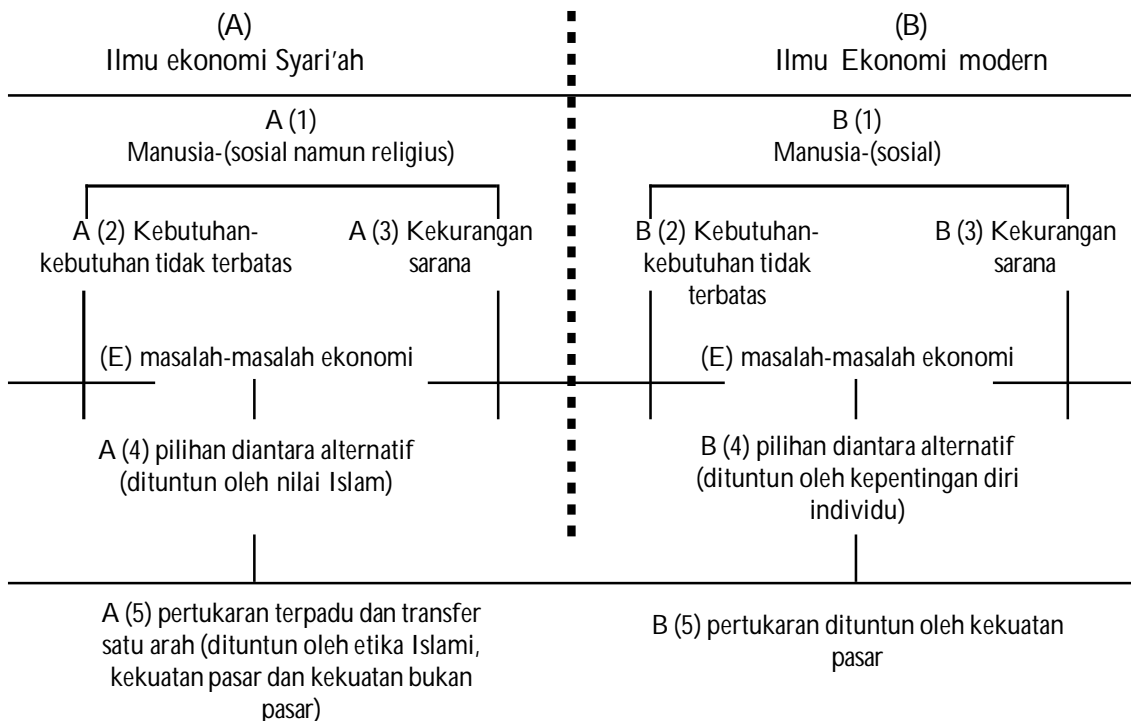 (A)
Ilmu ekonomi Syari'ah
A (1)
Manusia-(sosial namun religius)
A (2) Kebutuhan-
kebutuhan tidak terbatas
A (3) Kekurangan
sarana
(E) masalah-masalah ekonomi
A (4) pilihan diantara alternatif
(dituntun oleh nilai Islam)
A (5) pertukaran terpadu dan transfer
satu arah (dituntun oleh etika Islami,
kekuatan pasar dan kekuatan bukan
pasar)
(B)
Ilmu Ekonomi modern
B (1)
Manusia-(sosial)
B (2) Kebutuhan-
kebutuhan tidak
terbatas
B (3) Kekurangan
sarana
(E) masalah-masalah ekonomi
B (4) pilihan diantara alternatif
(dituntun oleh kepentingan diri
individu)
B (5) pertukaran dituntun oleh kekuatan
pasar